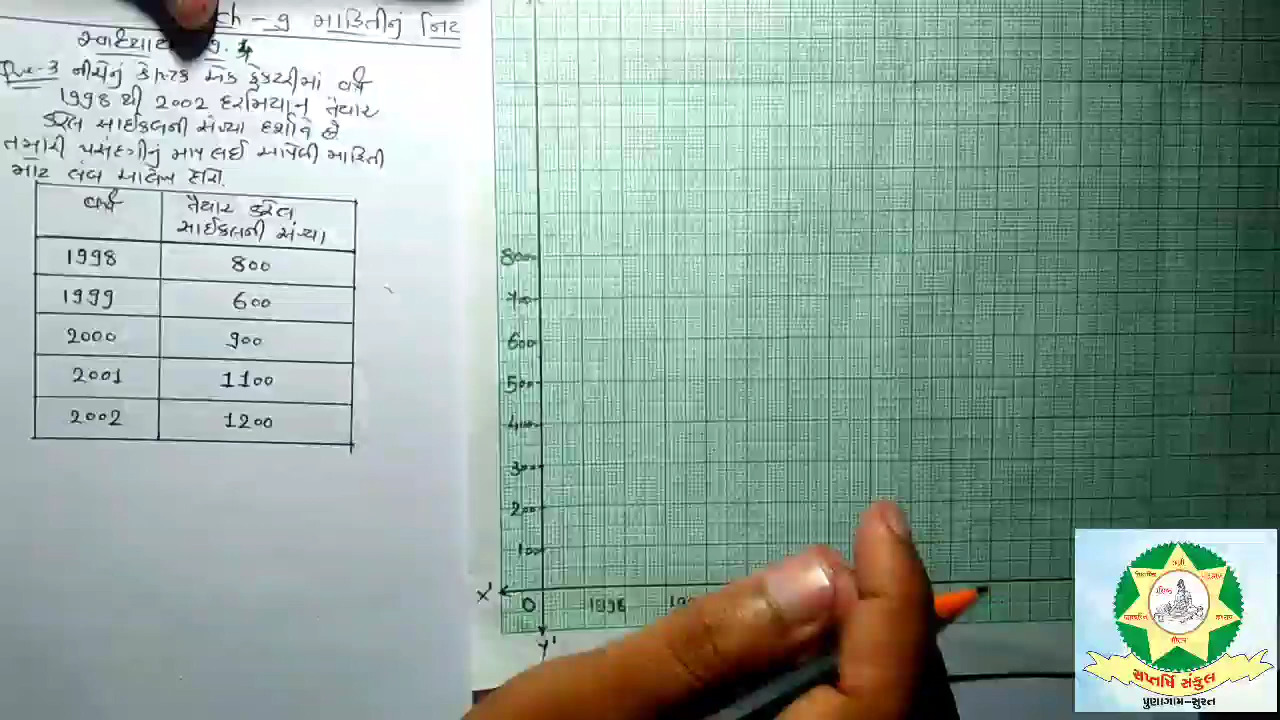 ch - 9 માહિતીનું નિય
સ્વાધ્યાય 9.
Que-3 નીચેનું કોષ્ટક એક ફેક્ટરીમાં વર્ષ
1998 થી 2002 દરમિયાન તૈયાર
કરેલ સાઈકલની સંખ્યા દર્શાવે છે
તમારી પસંદગીનું માપ લઈ આપેલી માહિતી
માટે લંબ આલેખ દોરો.
વર્ષ તૈયાર કરેલ સાઈકલની સંખ્યા
1998 800
1999 600
2000 900
2001 1100
2002 1200
800
700
600
500
400
300
200
100
X' 0 1998
Y'
સપ્તર્ષિ સંકુલ
પુણાગામ-સુરત